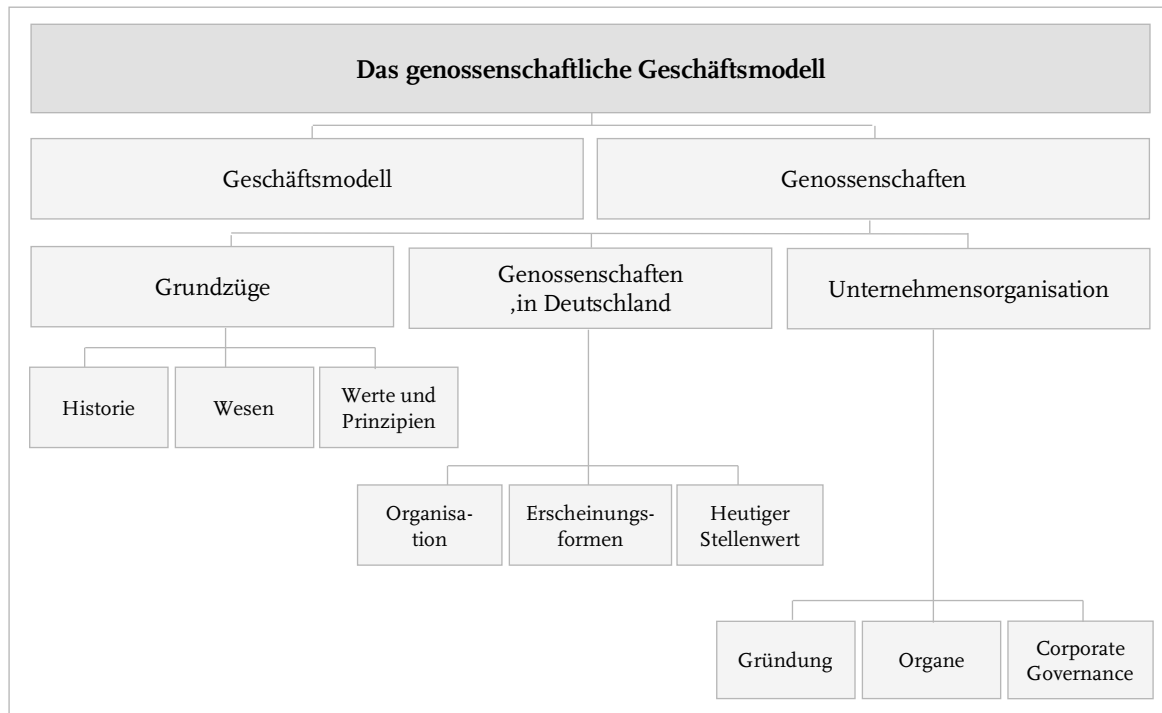 Das genossenschaftliche Geschäftsmodell
Geschäftsmodell
Genossenschaften
Grundzüge
Genossenschaften
,in Deutschland
Unternehmensorganisation
Historie
Wesen
Werte und
Prinzipien
Organisa-
tion
Erscheinungs-
formen
Heutiger
Stellenwert
Gründung
Organe
Corporate
Governance